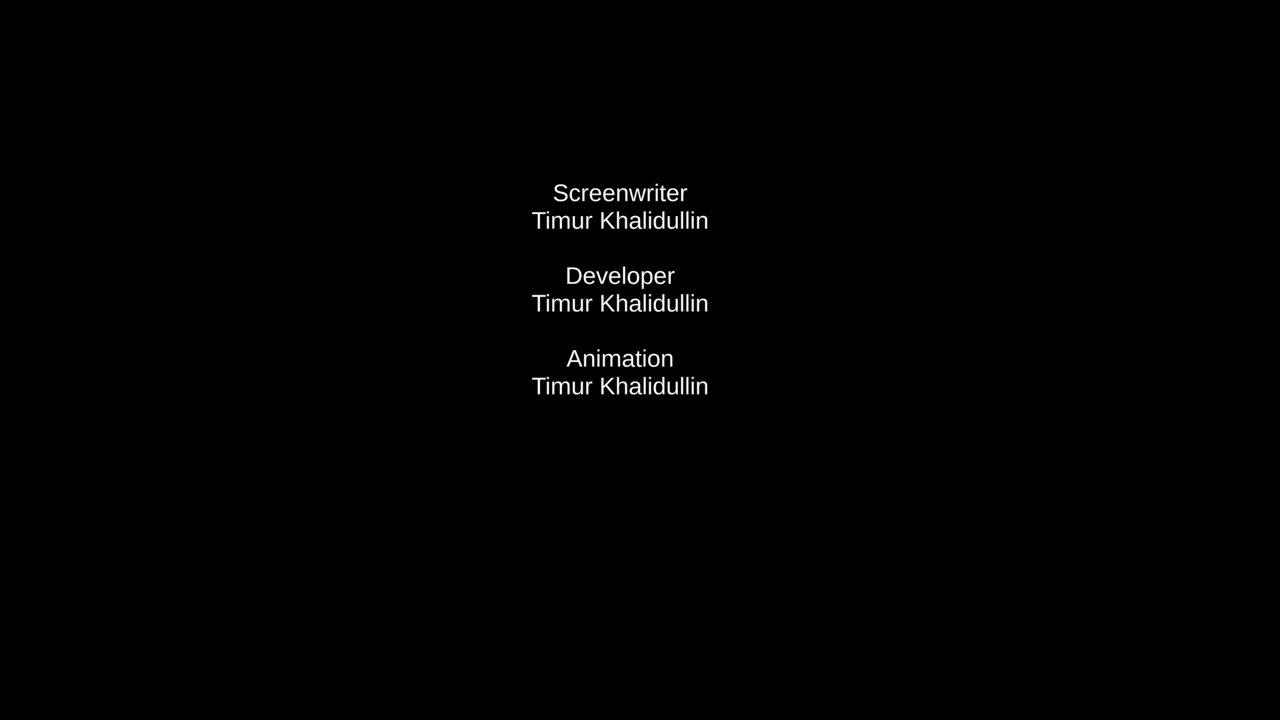 Screenwriter
Timur Khalidullin
Developer
Timur Khalidullin
Animation
Timur Khalidullin